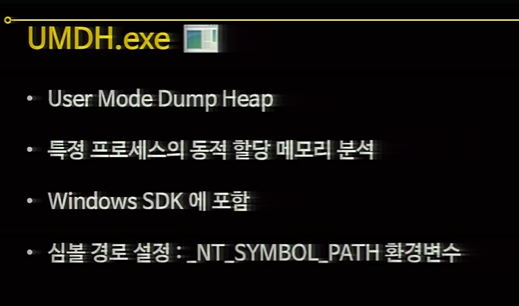 UMDH.exe
• User Mode Dump Heap
• 특정 프로세스의 동적 할당 메모리 분석
• Windows SDK 에 포함
• 심볼 경로 설정 : _NT_SYMBOL_PATH 환경변수